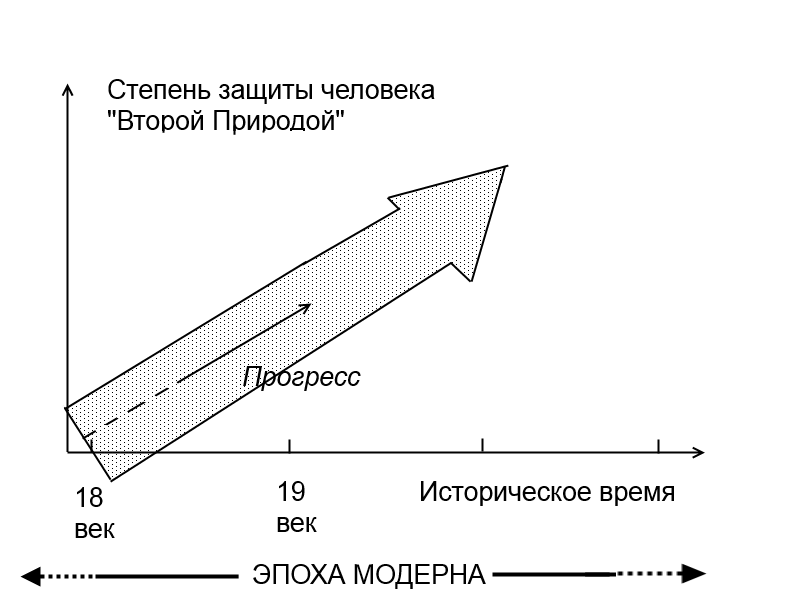 Степень защиты человека
"Второй Природой"
Прогресс
18
век
19
век
Историческое время
ЭПОХА МОДЕРНА